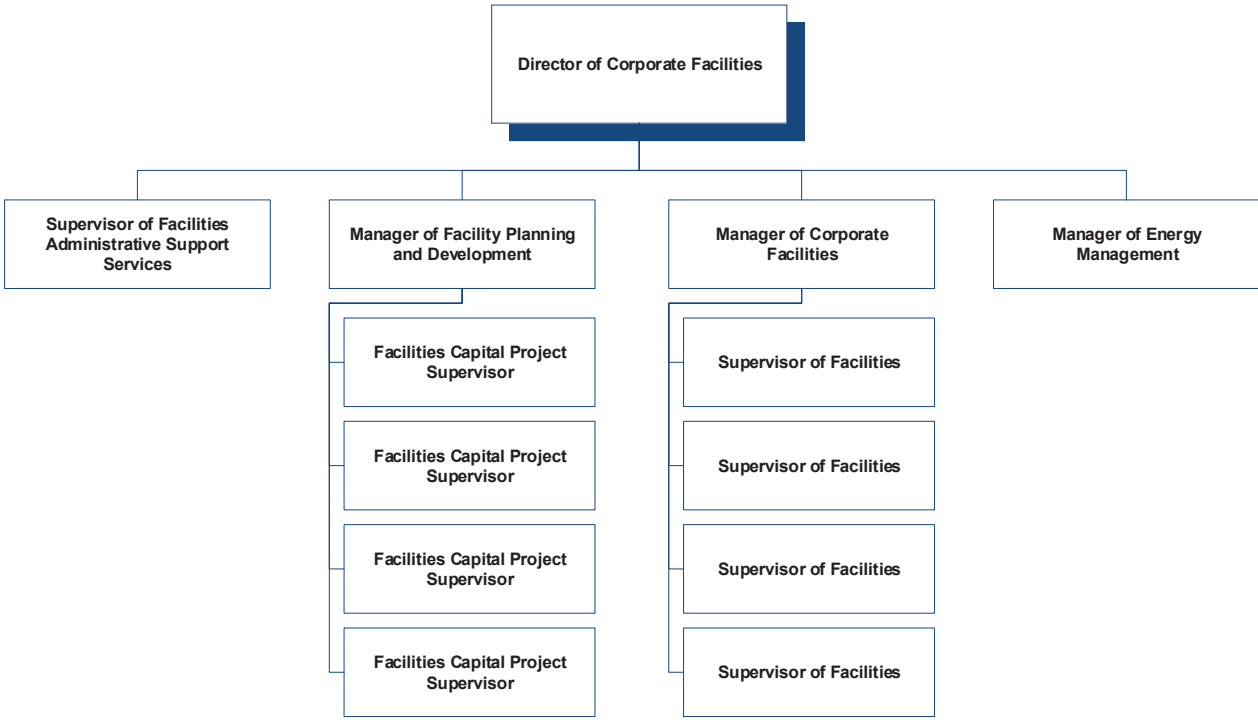 Director of Corporate Facilities
Supervisor of Facilities
Administrative Support
Services
Manager of Facility Planning
and Development
Manager of Corporate
Facilities
Manager of Energy
Management
Facilities Capital Project
Supervisor
Facilities Capital Project
Supervisor
Facilities Capital Project
Supervisor
Facilities Capital Project
Supervisor
Supervisor of Facilities
Supervisor of Facilities
Supervisor of Facilities
Supervisor of Facilities